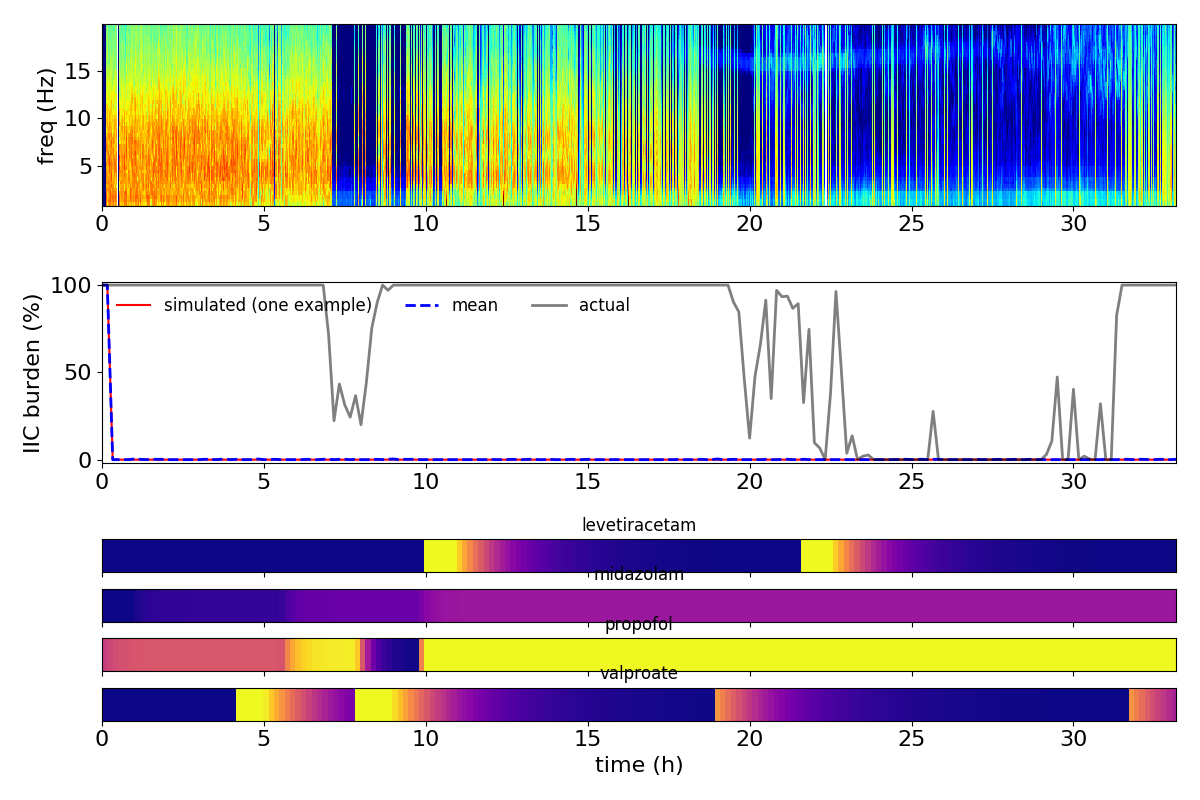 freq (Hz)
15
10
5
0 5 10 15 20 25 30
IIC burden (%)
100
50
0
simulated (one example) mean actual
0 5 10 15 20 25 30
levetiracetam
midazolam
propofol
valproate
0 5 10 15 20 25 30
time (h)